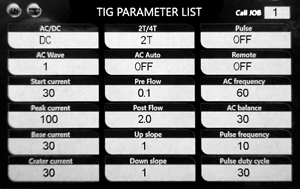 EN TIG PARAMETER LIST Call JOB 1
AC/DC 2T/4T Pulse
DC 2T OFF
AC Wave AC Auto Remote
1 OFF OFF
Start current Pre Flow AC frequency
30 0.1 60
Peak current Post Flow AC balance
100 2.0 30
Base current Up slope Pulse frequency
30 1 10
Crater current Down slope Pulse duty cycle
30 1 30